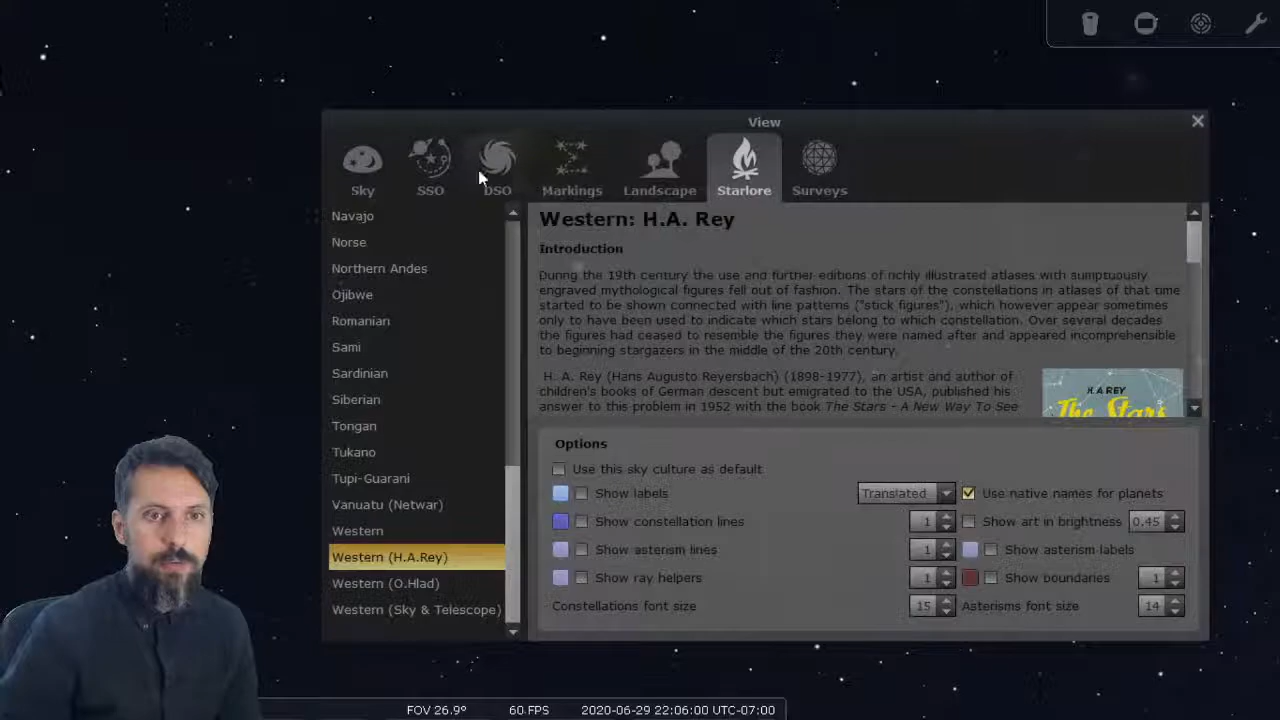 View
Sky
SSO
DSO
Markings
Landscape
Starlore
Surveys
Navajo
Norse
Northern Andes
Ojibwe
Romanian
Sami
Sardinian
Siberian
Tongan
Tukano
Tupi-Guarani
Vanuatu (Netwar)
Western
Western (H.A.Rey)
Western (O.Hlad)
Western (Sky & Telescope)
Western: H.A. Rey
Introduction
During the 19th century the use and further editions of richly illustrated atlases with sumptuously
engraved mythological figures fell out of fashion. The stars of the constellations in atlases of that time
started to be shown connected with line patterns ("stick figures"), which however appear sometimes
only to have been used to indicate which stars belong to which constellation. Over several decades
the figures had ceased to resemble the figures they were named after and appeared incomprehensible
to beginning stargazers in the middle of the 20th century.
H. A. Rey (Hans Augusto Reyersbach) (1898-1977), an artist and author of
children's books of German descent but emigrated to the USA, published his
answer to this problem in 1952 with the book The Stars - A New Way To See
H.A REY
The Stars
Options
Use this sky culture as default
Show labels
Translated
Use native names for planets
Show constellation lines
1
Show art in brightness
0.45
Show asterism lines
1
Show asterism labels
Show ray helpers
1
Show boundaries
1
Constellations font size
15
Asterisms font size
14
FOV 26.9°
60.FPS
2020-06-29 22:06:00 UTC-07:00